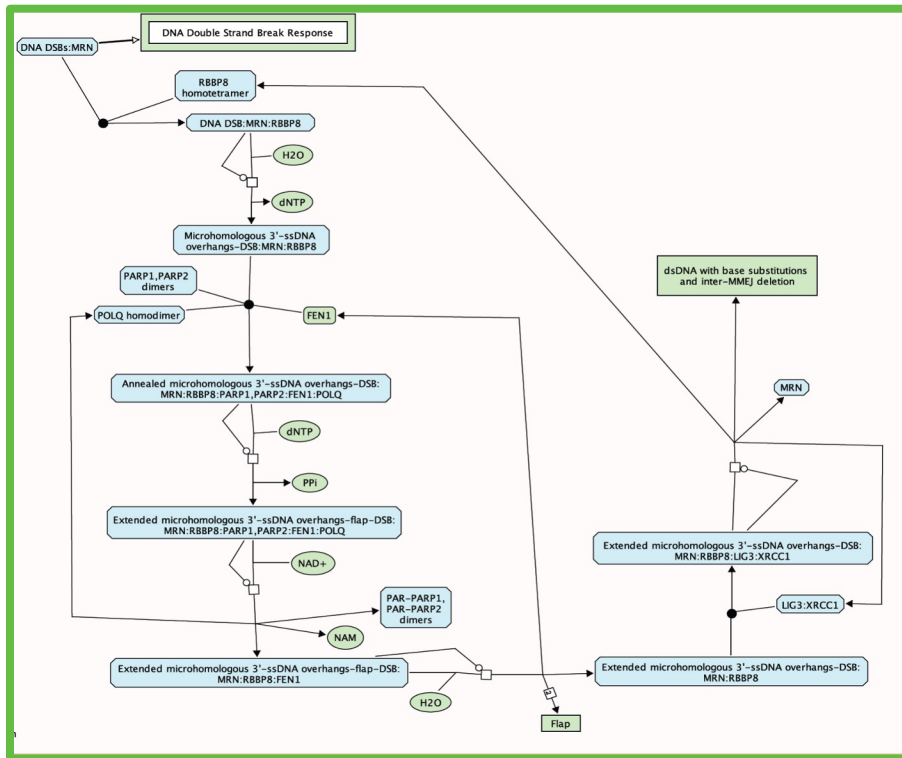 DNA Double Strand Break Response
DNA DSBs:MRN
RBBP8
homotetramer
DNA DSB:MRN:RBBP8
H2O
dNTP
Microhomologous 3'-ssDNA
overhangs-DSB:MRN:RBBP8
PARP1,PARP2
dimers
POLQ homodimer
FEN1
Annealed microhomologous 3'-ssDNA overhangs-DSB:
MRN:RBBP8:PARP1,PARP2:FEN1:POLQ
dNTP
PPi
Extended microhomologous 3'-ssDNA overhangs-flap-DSB:
MRN:RBBP8:PARP1,PARP2:FEN1:POLQ
NAD+
PAR-PARP1,
PAR-PARP2
dimers
NAM
Extended microhomologous 3'-ssDNA overhangs-flap-DSB:
MRN:RBBP8:FEN1
H2O
2
Flap
Extended microhomologous 3'-ssDNA overhangs-DSB:
MRN:RBBP8
LIG3:XRCC1
Extended microhomologous 3'-ssDNA overhangs-DSB:
MRN:RBBP8:LIG3:XRCC1
MRN
dsDNA with base substitutions
and inter-MMEJ deletion